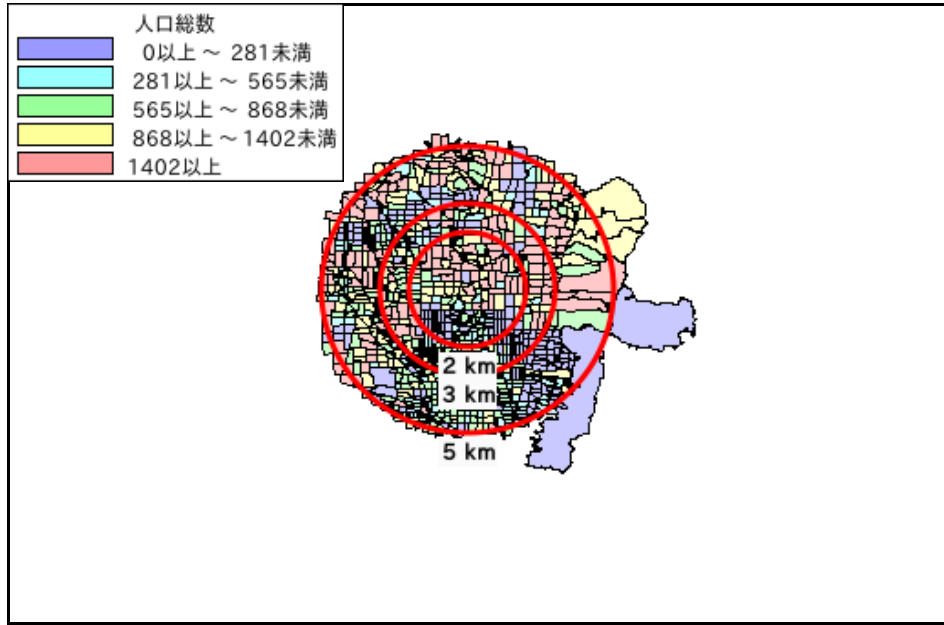 人口総数
0以上 ～ 281未満
281以上 ～ 565未満
565以上 ～ 868未満
868以上 ～1402未満
1402以上
2 km
3 km
5 km